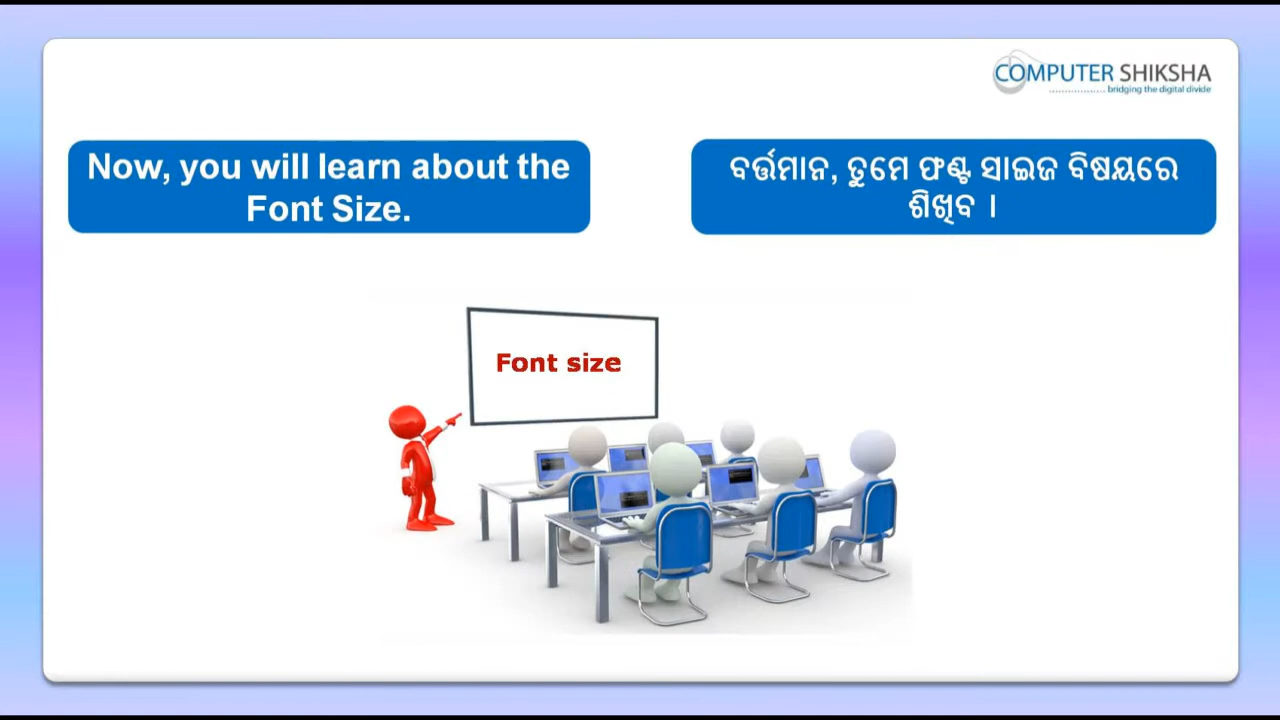 COMPUTER SHIKSHA
bridging the digital divide
Now, you will learn about the
Font Size.
ବର୍ତ୍ତମାନ, ତୁମେ ଫଣ୍ଟ ସାଇଜ ବିଷୟରେ
ଶିଖିବ ।
Font size